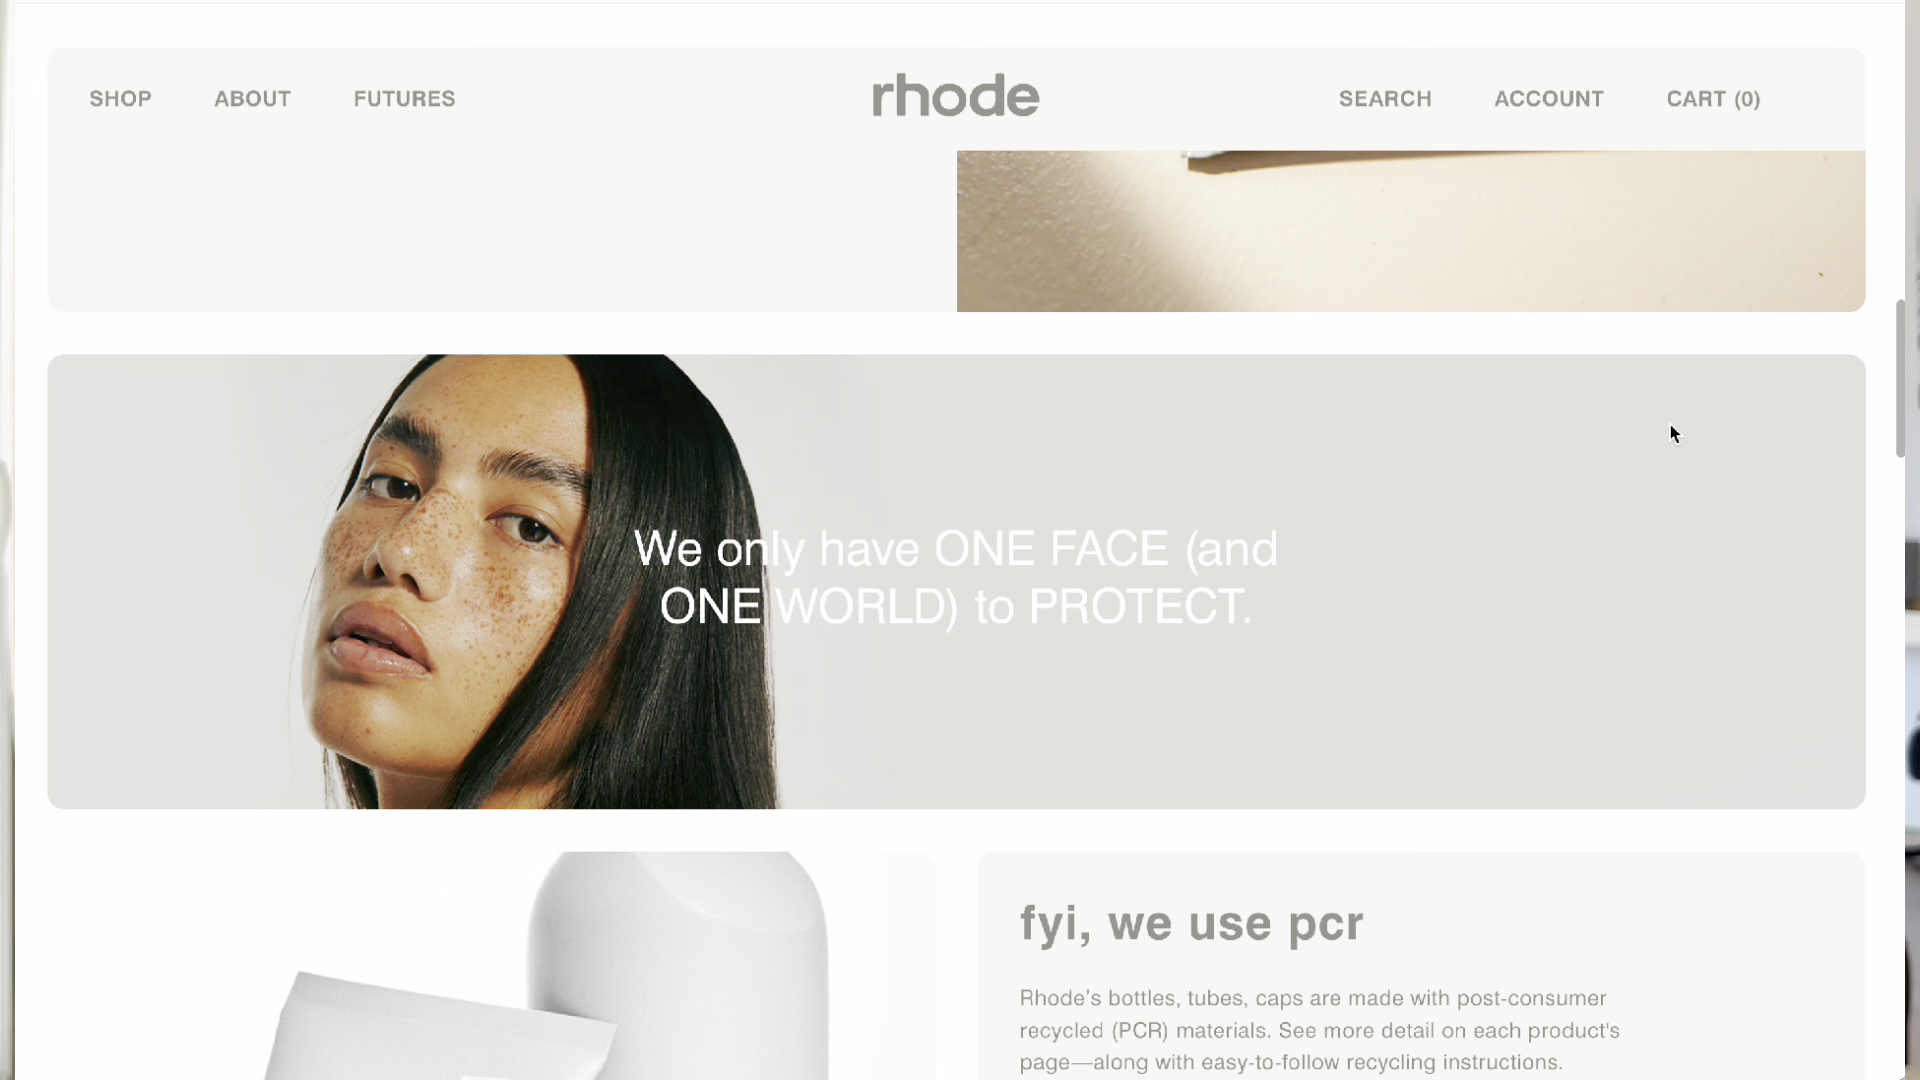 SHOP ABOUT FUTURES rhode SEARCH ACCOUNT CART (0)
We only have ONE FACE (and
ONE WORLD) to PROTECT.
fyi, we use pcr
Rhode’s bottles, tubes, caps are made with post-consumer
recycled (PCR) materials. See more detail on each product's
page—along with easy-to-follow recycling instructions.